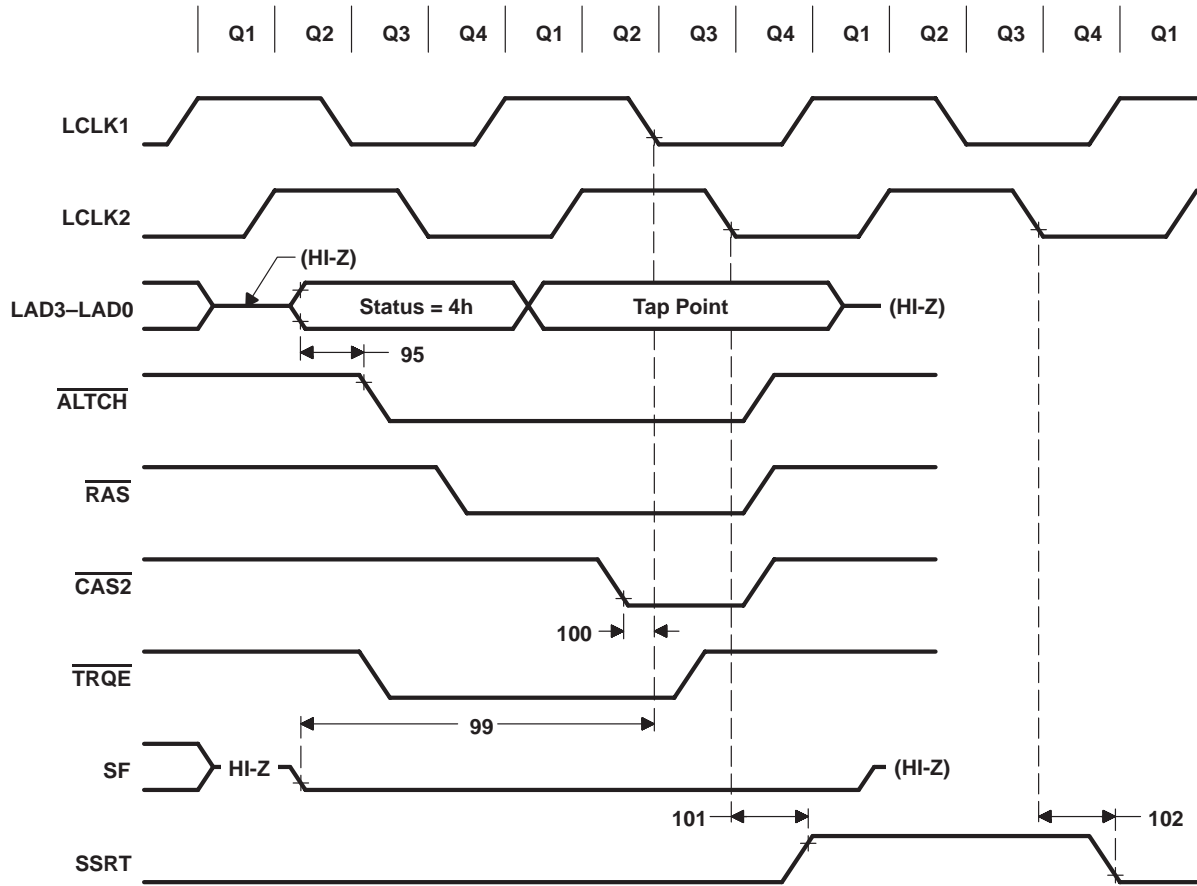 Q1 Q2 Q3 Q4 Q1 Q2 Q3 Q4 Q1 Q2 Q3 Q4 Q1
LCLK1
LCLK2
(HI-Z)
LAD3–LAD0 Status = 4h Tap Point (HI-Z)
95
ALTCH
RAS
CAS2
100
TRQE
99
SF HI-Z (HI-Z)
101 102
SSRT